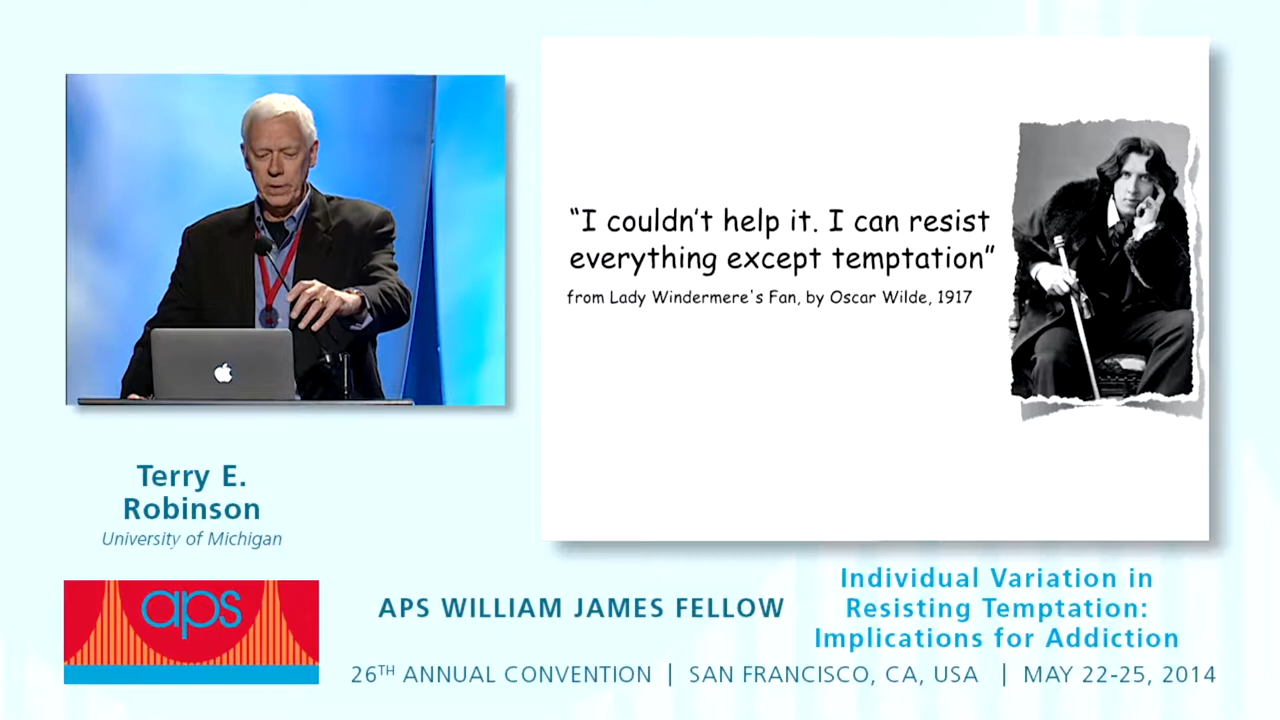 "I couldn't help it. I can resist
everything except temptation"
from Lady Windermere's Fan, by Oscar Wilde, 1917
Terry E.
Robinson
University of Michigan
aps
APS WILLIAM JAMES FELLOW
Individual Variation in
Resisting Temptation:
Implications for Addiction
26TH ANNUAL CONVENTION | SAN FRANCISCO, CA, USA | MAY 22-25, 2014